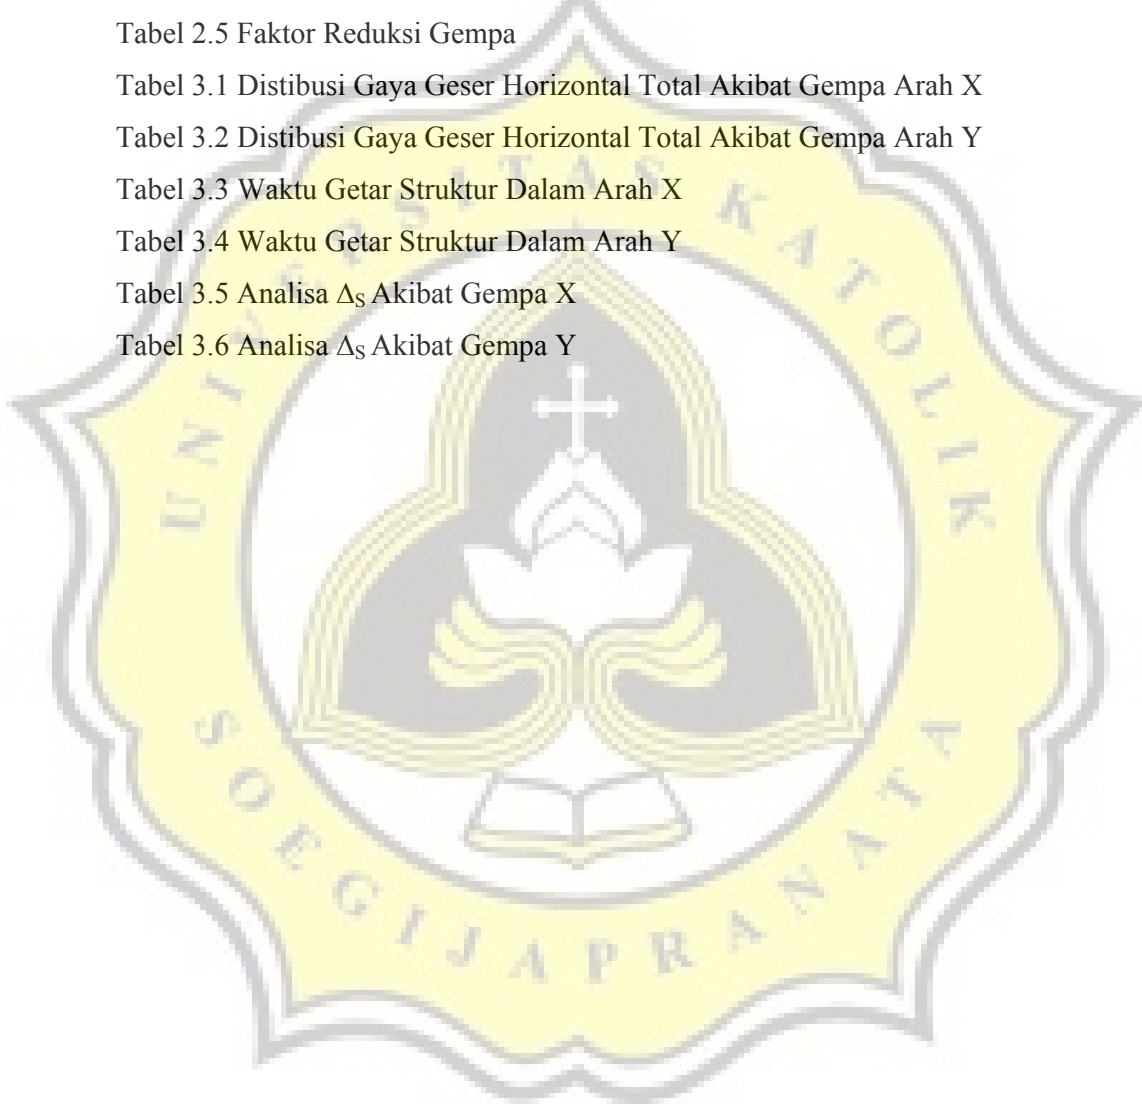 Tabel 2.5 Faktor Reduksi Gempa
Tabel 3.1 Distibusi Gaya Geser Horizontal Total Akibat Gempa Arah X
Tabel 3.2 Distibusi Gaya Geser Horizontal Total Akibat Gempa Arah Y
Tabel 3.3 Waktu Getar Struktur Dalam Arah X
Tabel 3.4 Waktu Getar Struktur Dalam Arah Y
Tabel 3.5 Analisa ΔS Akibat Gempa X
Tabel 3.6 Analisa ΔS Akibat Gempa Y
UNIVERSITAS KATOLIK
SOEGIJAPRANATA